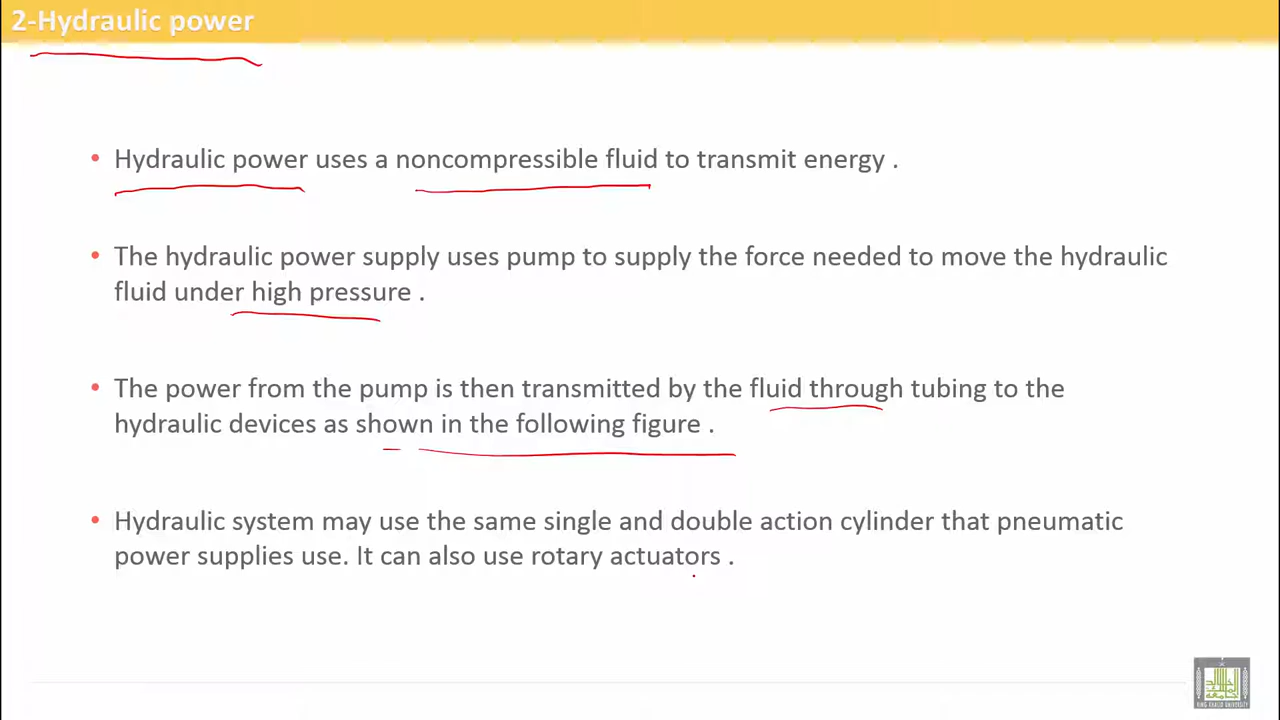 2-Hydraulic power
• Hydraulic power uses a noncompressible fluid to transmit energy .
• The hydraulic power supply uses pump to supply the force needed to move the hydraulic
fluid under high pressure .
• The power from the pump is then transmitted by the fluid through tubing to the
hydraulic devices as shown in the following figure .
• Hydraulic system may use the same single and double action cylinder that pneumatic
power supplies use. It can also use rotary actuators .
KING KHALID UNIVERSITY